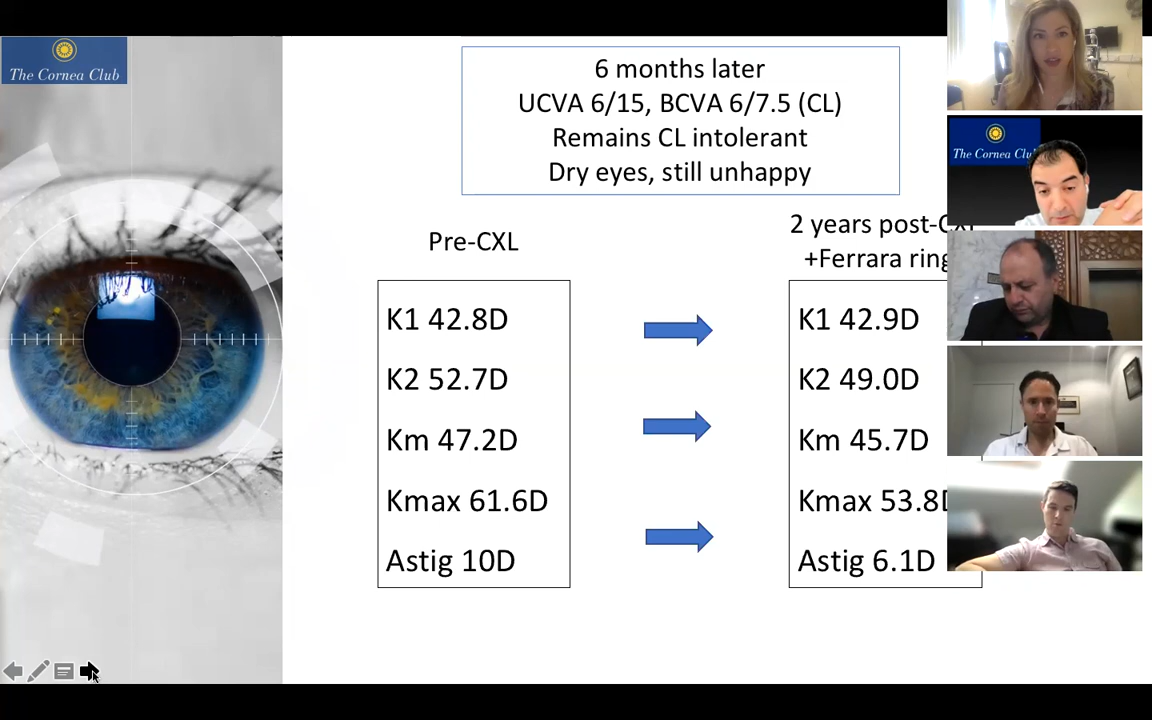 The Cornea Club
6 months later
UCVA 6/15, BCVA 6/7.5 (CL)
Remains CL intolerant
Dry eyes, still unhappy
Pre-CXL
K1 42.8D
K2 52.7D
Km 47.2D
Kmax 61.6D
Astig 10D
2 years post-CXL
+Ferrara ring
K1 42.9D
K2 49.0D
Km 45.7D
Kmax 53.8D
Astig 6.1D
The Cornea Clu